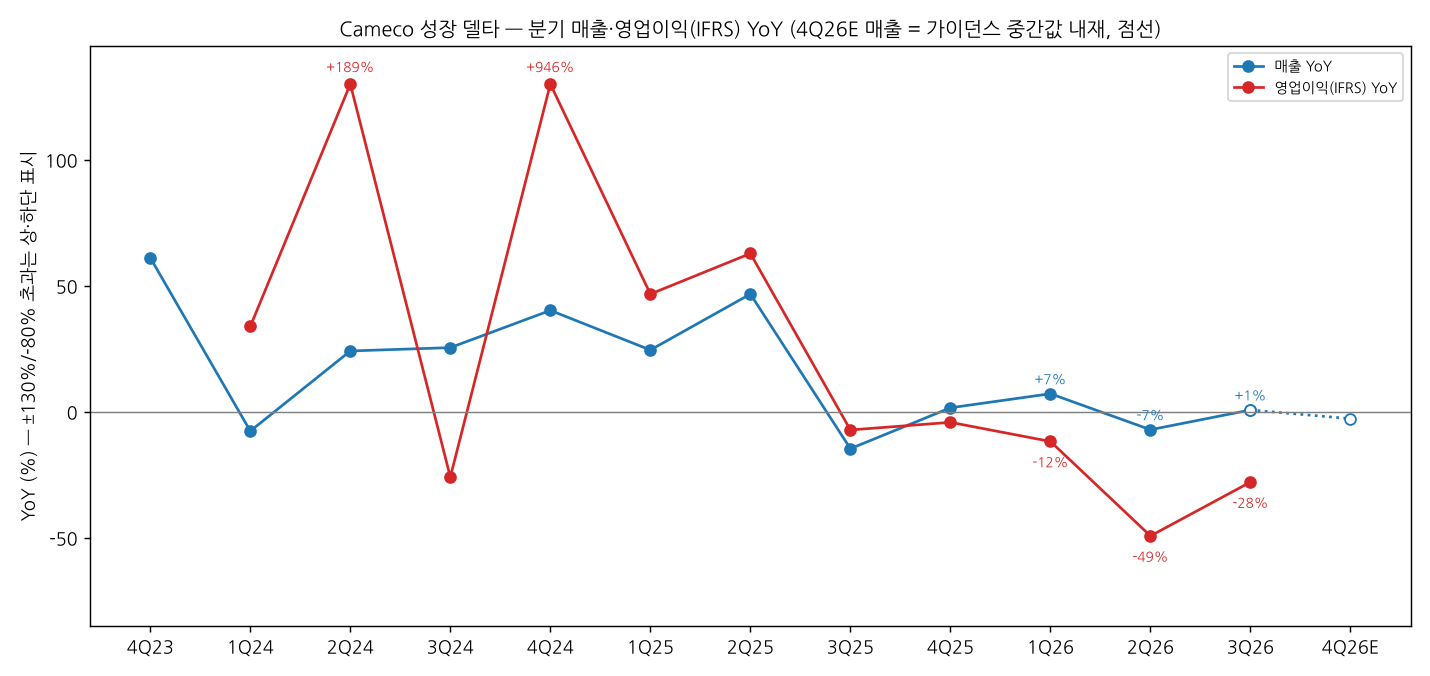 Cameco 성장 델타 — 분기 매출·영업이익(IFRS) YoY (4Q26E 매출 = 가이던스 중간값 내재, 점선)
매출 YoY
영업이익(IFRS) YoY
YoY (%) — ±130%/-80% 초과는 상·하단 표시
100
50
0
-50
+189%
+946%
+7%
-7%
+1%
-12%
-28%
-49%
4Q23
1Q24
2Q24
3Q24
4Q24
1Q25
2Q25
3Q25
4Q25
1Q26
2Q26
3Q26
4Q26E